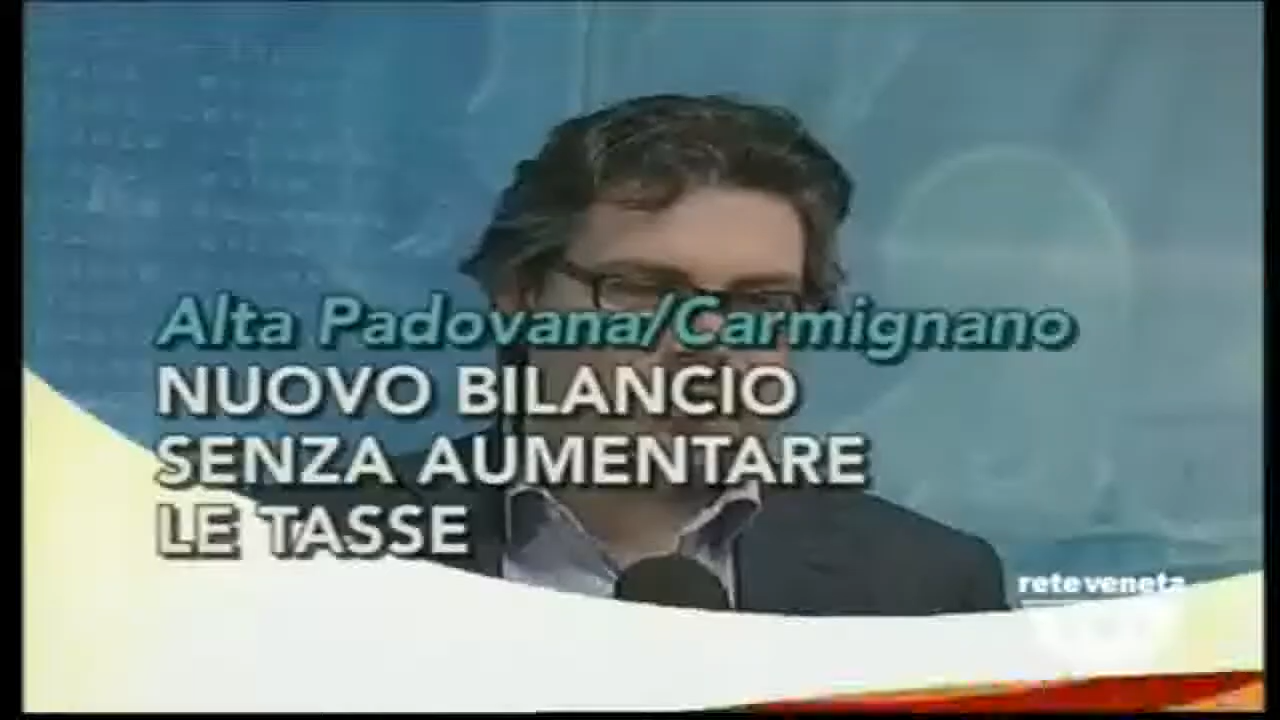 Alta Padovana/Carmignano
NUOVO BILANCIO
SENZA AUMENTARE
LE TASSE
reteveneta